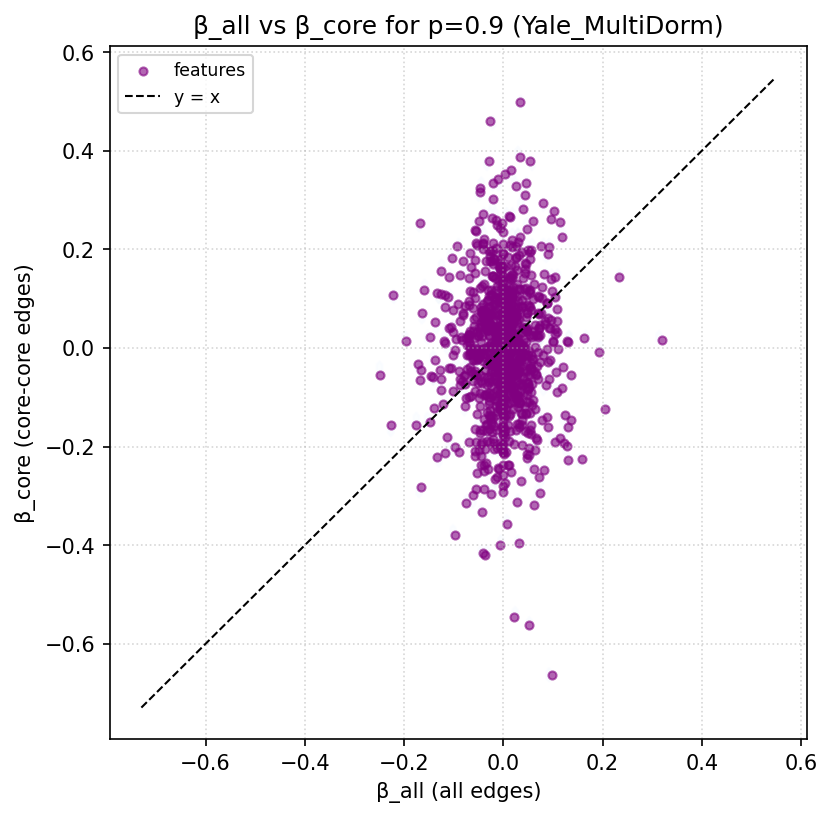 β_all vs β_core for p=0.9 (Yale_MultiDorm)
features
y = x
β_core (core-core edges)
0.6
0.4
0.2
0.0
−0.2
−0.4
−0.6
−0.6 −0.4 −0.2 0.0 0.2 0.4 0.6
β_all (all edges)